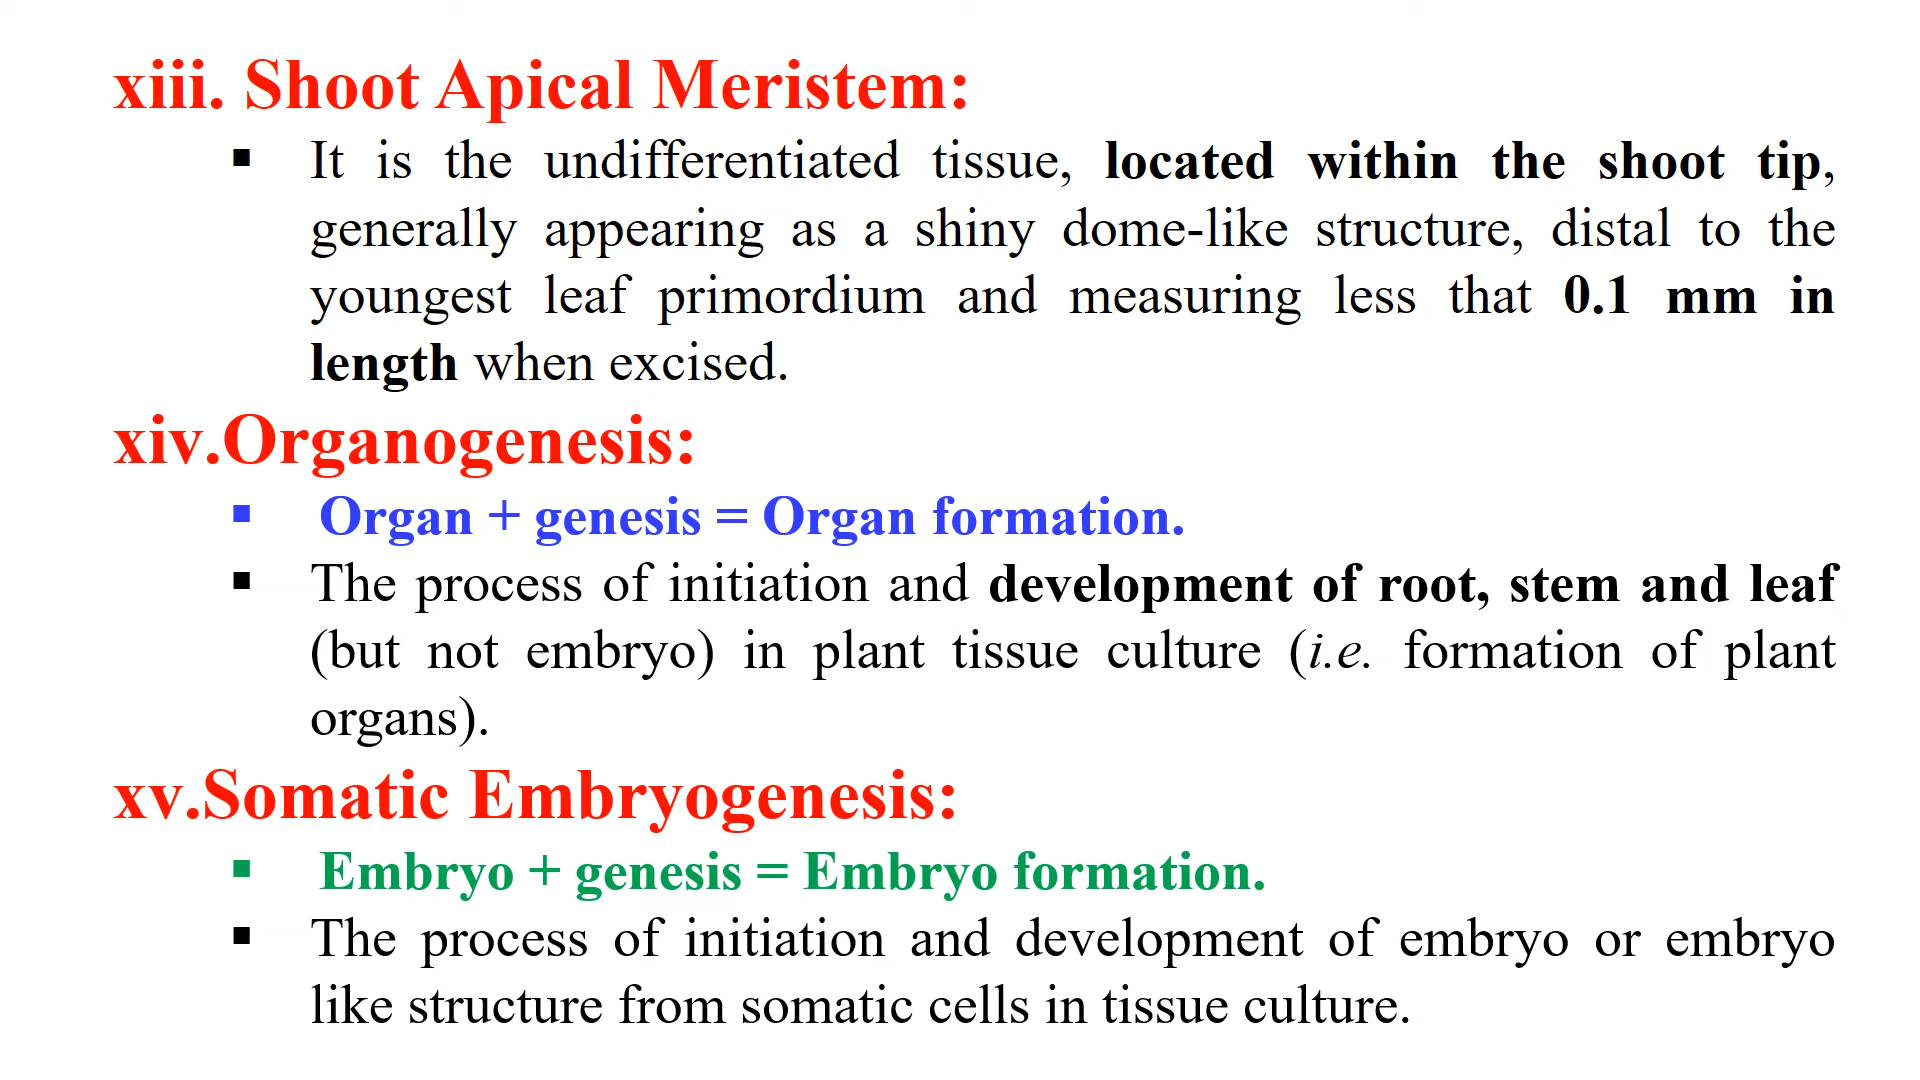 xiii. Shoot Apical Meristem:
▪ It is the undifferentiated tissue, located within the shoot tip,
generally appearing as a shiny dome-like structure, distal to the
youngest leaf primordium and measuring less that 0.1 mm in
length when excised.
xiv.Organogenesis:
▪ Organ + genesis = Organ formation.
▪ The process of initiation and development of root, stem and leaf
(but not embryo) in plant tissue culture (i.e. formation of plant
organs).
xv.Somatic Embryogenesis:
▪ Embryo + genesis = Embryo formation.
▪ The process of initiation and development of embryo or embryo
like structure from somatic cells in tissue culture.